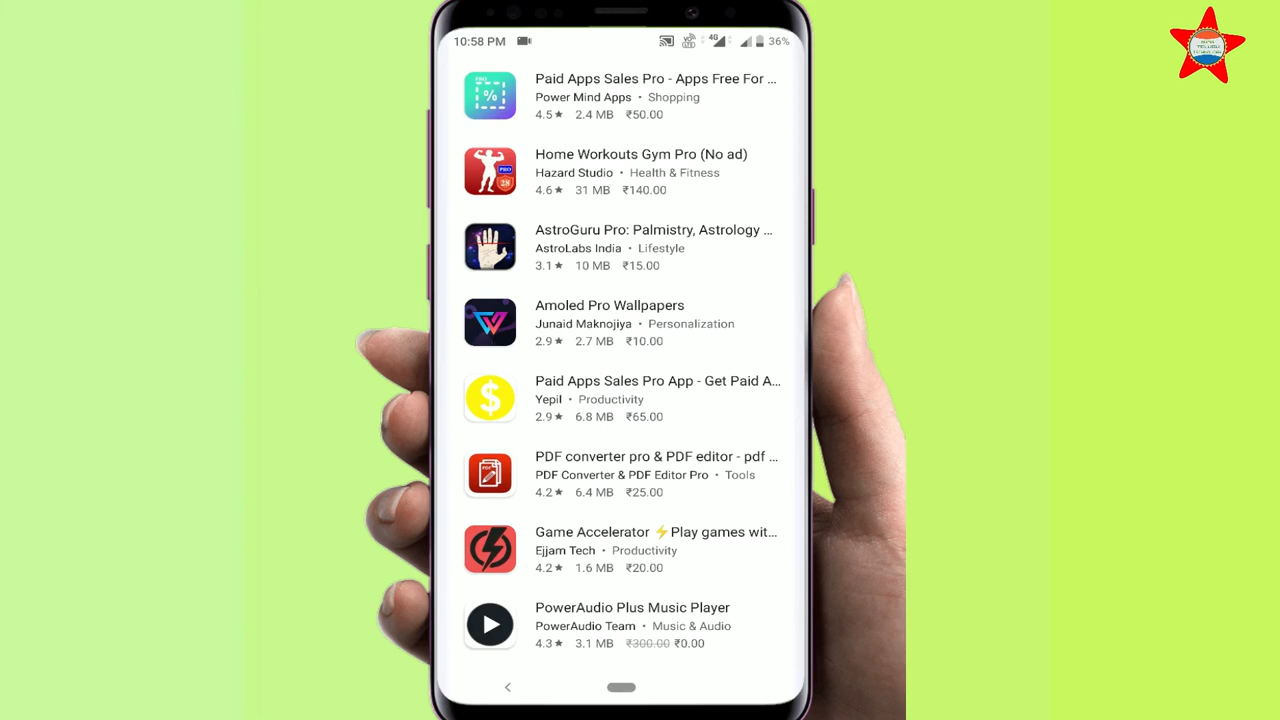 10:58 PM 4G 36%
Paid Apps Sales Pro - Apps Free For ...
Power Mind Apps • Shopping
4.5★ 2.4 MB ₹50.00
Home Workouts Gym Pro (No ad)
Hazard Studio • Health & Fitness
4.6★ 31 MB ₹140.00
AstroGuru Pro: Palmistry, Astrology ...
AstroLabs India • Lifestyle
3.1★ 10 MB ₹15.00
Amoled Pro Wallpapers
Junaid Maknojiya • Personalization
2.9★ 2.7 MB ₹10.00
Paid Apps Sales Pro App - Get Paid A...
Yepil • Productivity
2.9★ 6.8 MB ₹65.00
PDF converter pro & PDF editor - pdf ...
PDF Converter & PDF Editor Pro • Tools
4.2★ 6.4 MB ₹25.00
Game Accelerator ⚡Play games wit...
Ejjam Tech • Productivity
4.2★ 1.6 MB ₹20.00
PowerAudio Plus Music Player
PowerAudio Team • Music & Audio
4.3★ 3.1 MB ₹300.00 ₹0.00